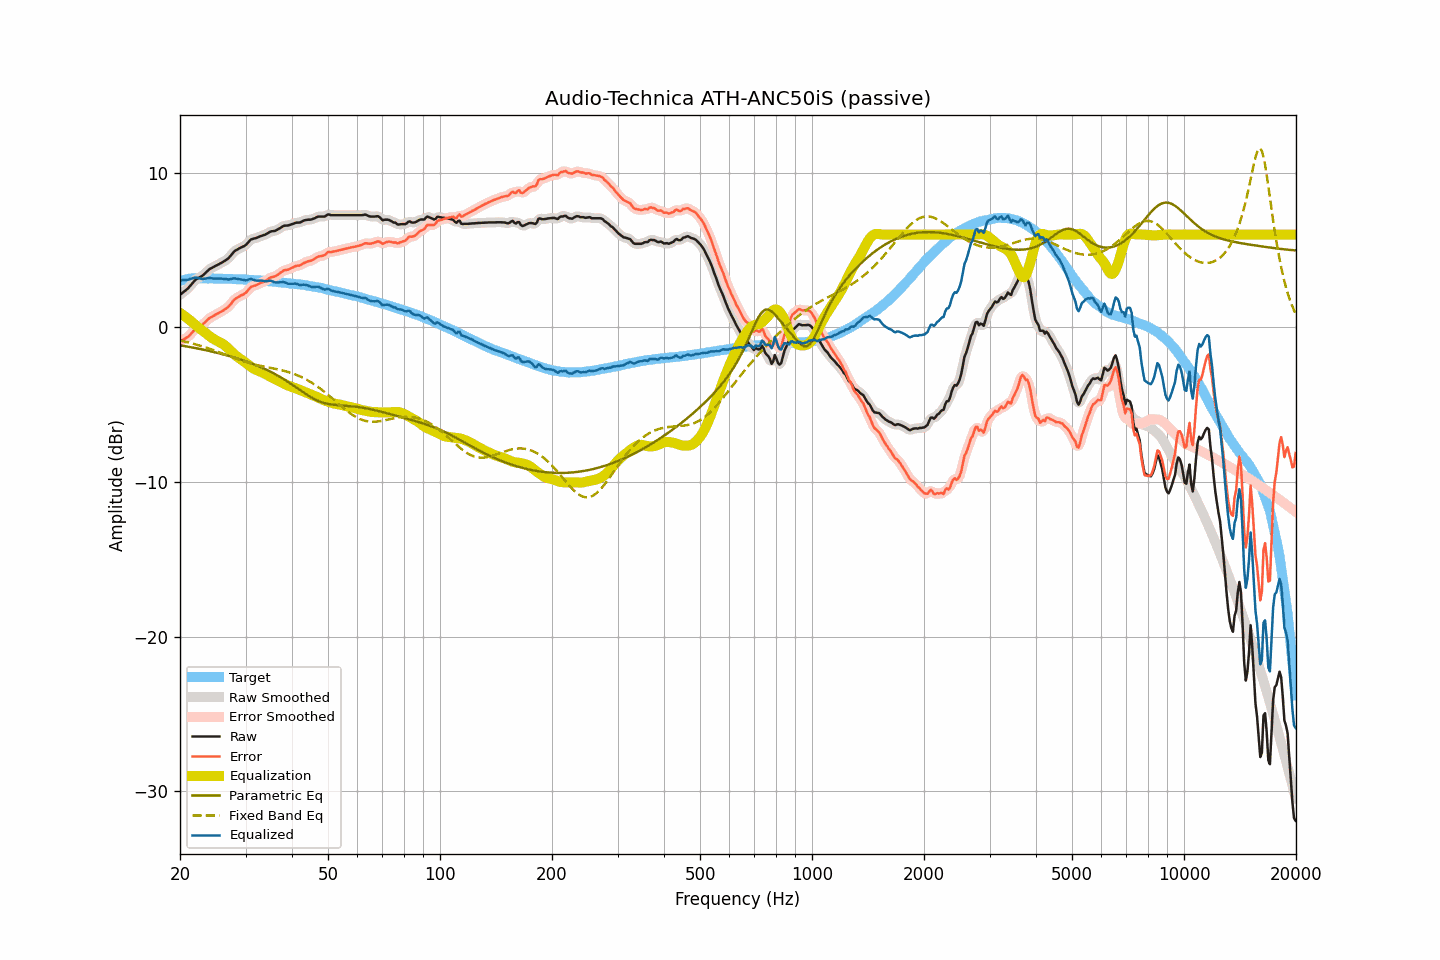 Audio-Technica ATH-ANC50iS (passive)
10
0
−10
−20
−30
Amplitude (dBr)
Target
Raw Smoothed
Error Smoothed
Raw
Error
Equalization
Parametric Eq
Fixed Band Eq
Equalized
20 50 100 200 500 1000 2000 5000 10000 20000
Frequency (Hz)